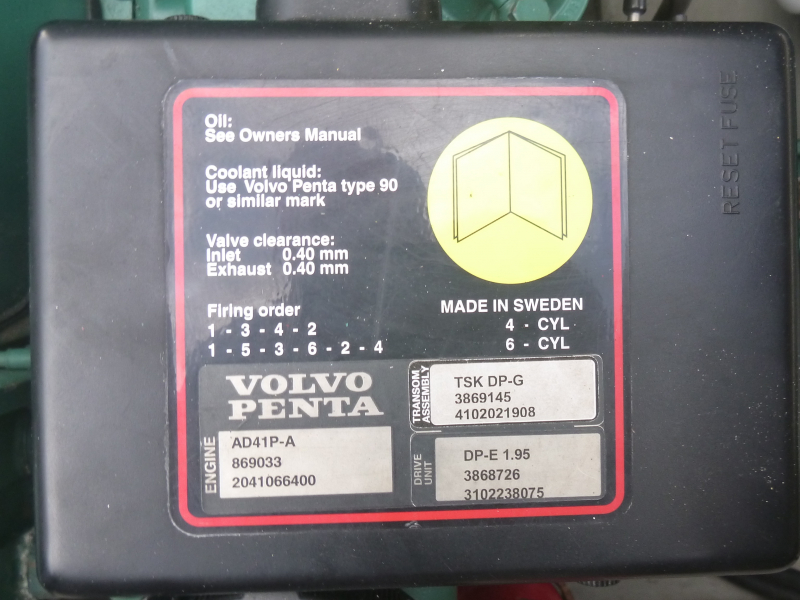 RESET FUSE
Oil:
See Owners Manual
Coolant liquid:
Use Volvo Penta type 90
or similar mark
Valve clearance:
Inlet 0.40 mm
Exhaust 0.40 mm
Firing order
1 - 3 - 4 - 2
1 - 5 - 3 - 6 - 2 - 4
MADE IN SWEDEN
4 - CYL
6 - CYL
VOLVO
PENTA
ENGINE
AD41P-A
869033
2041066400
TRANSOM
ASSEMBLY
TSK DP-G
3869145
4102021908
DRIVE
UNIT
DP-E 1.95
3868726
3102238075